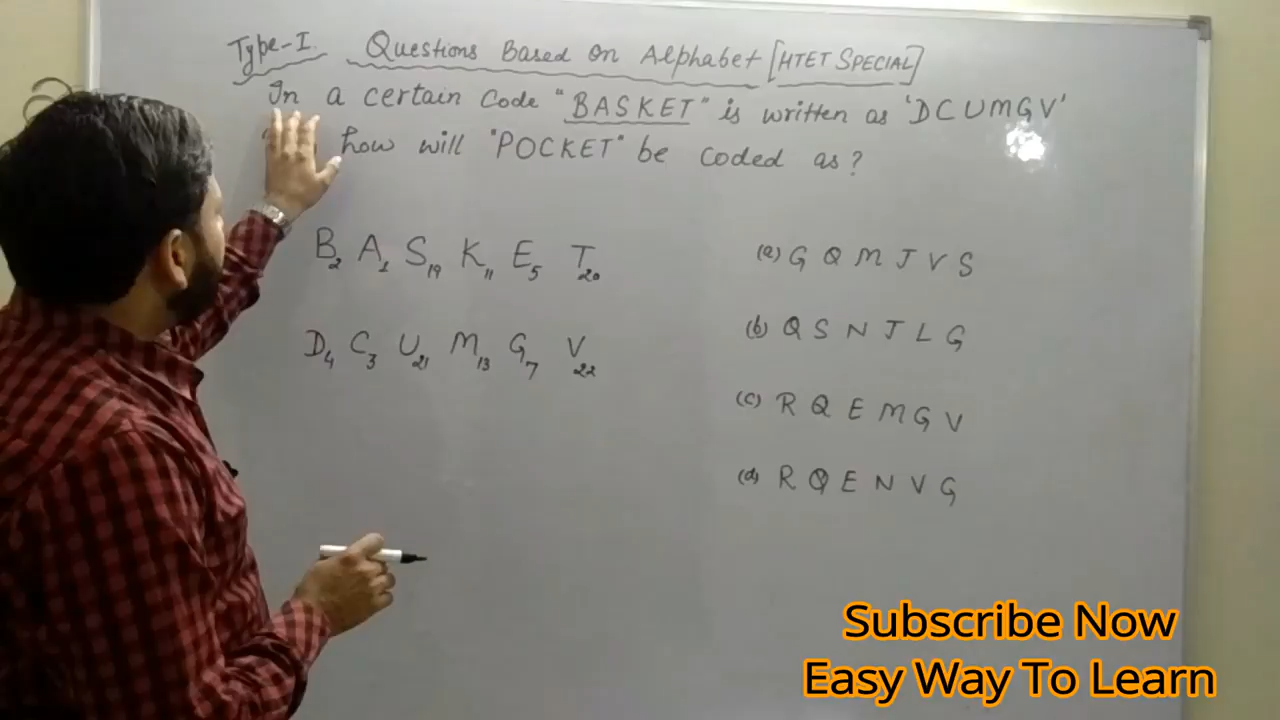 Type-I. Questions Based on Alphabet [HTET SPECIAL]
In a certain Code "BASKET" is written as 'DCUMGV'
how will "POCKET" be coded as?
B2 A1 S19 K11 E5 T20
D4 C3 U21 M13 G7 V22
(a) G Q M J V S
(b) Q S N J L G
(c) R Q E M G V
(d) R Q E N V G
Subscribe Now
Easy Way To Learn